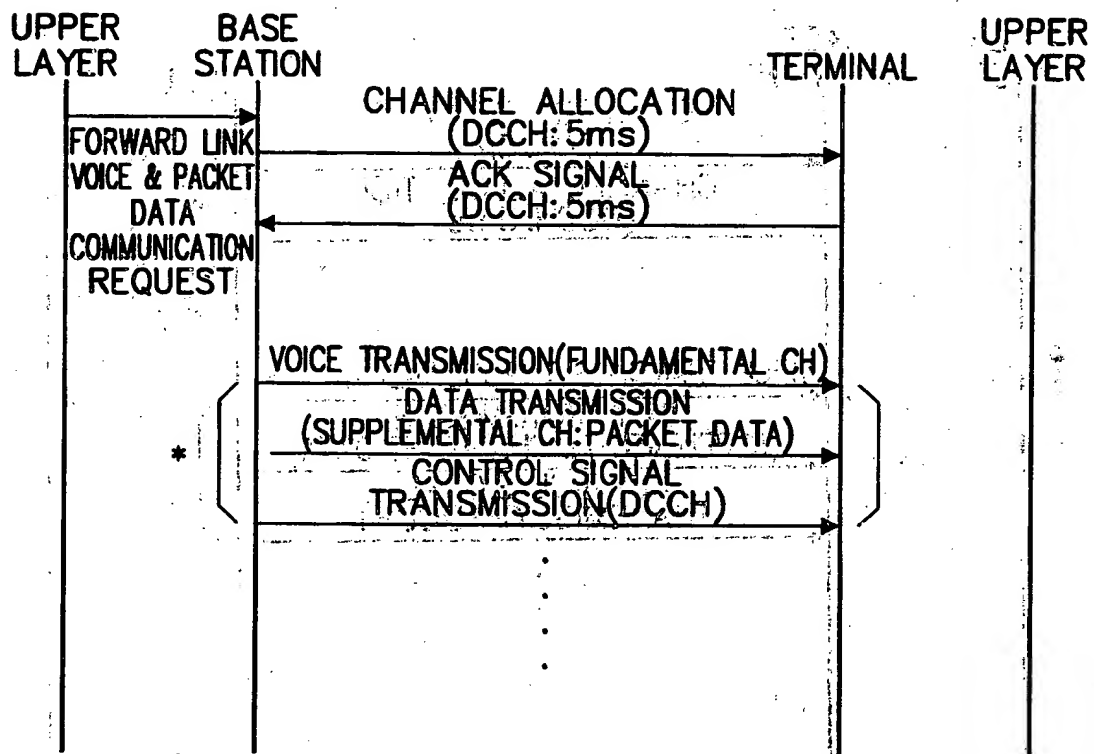 UPPER
LAYER
BASE
STATION
TERMINAL
UPPER
LAYER
FORWARD LINK
VOICE & PACKET
DATA
COMMUNICATION
REQUEST
CHANNEL ALLOCATION
(DCCH:5ms)
ACK SIGNAL
(DCCH:5ms)
VOICE TRANSMISSION(FUNDAMENTAL CH)
DATA TRANSMISSION
(SUPPLEMENTAL CH:PACKET DATA)
*
CONTROL SIGNAL
TRANSMISSION(DCCH)